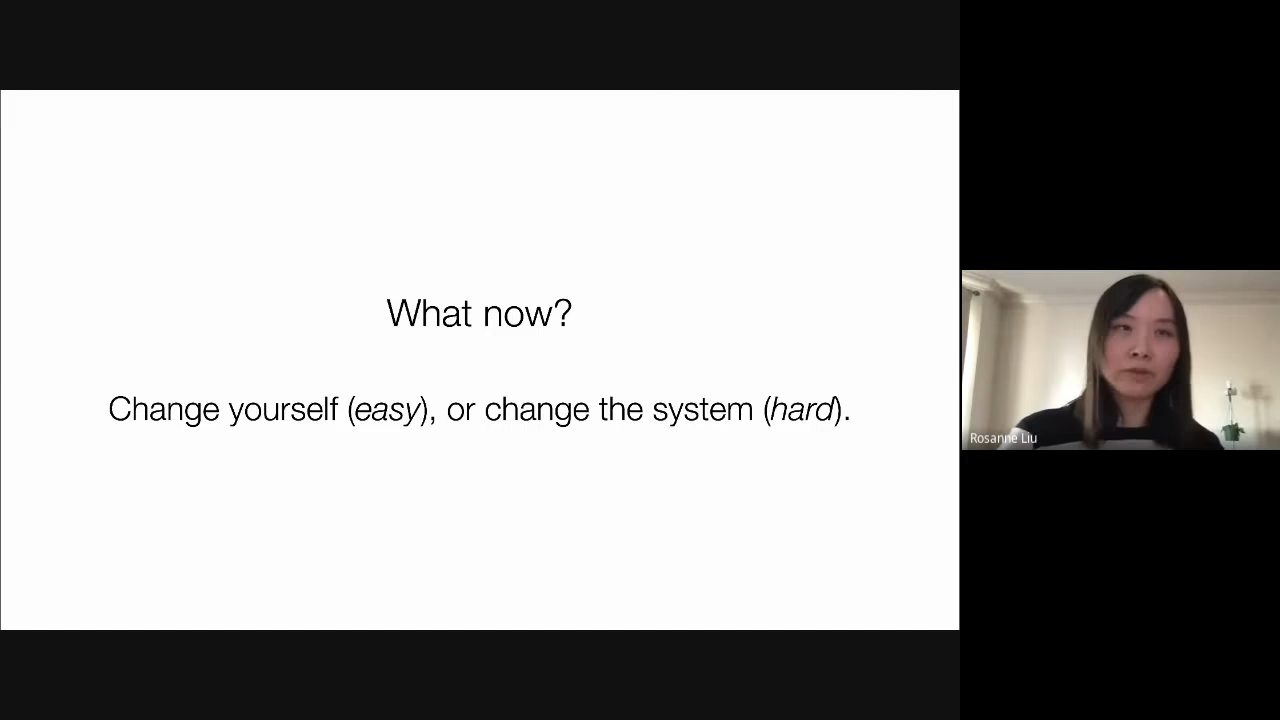 What now?
Change yourself (easy), or change the system (hard).
Rosanne Liu